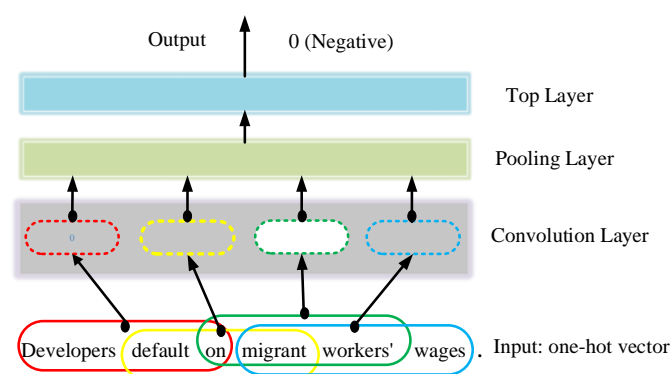 Output 0 (Negative)
Top Layer
Pooling Layer
0
Convolution Layer
Developers default on migrant workers' wages . Input: one-hot vector